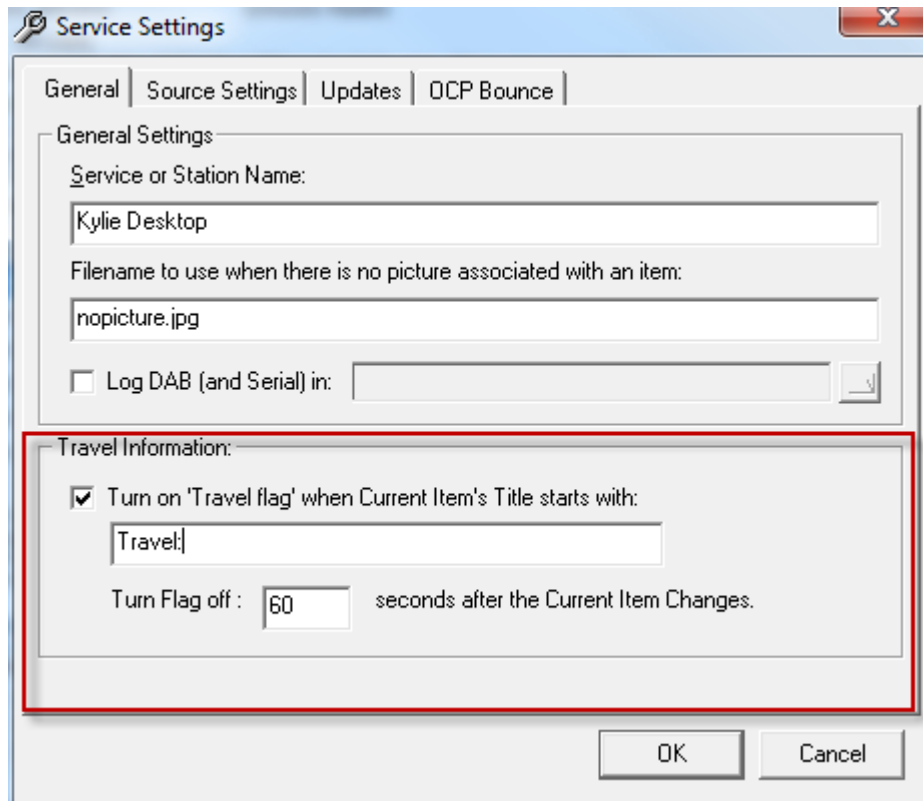 Service Settings
General Source Settings Updates OCP Bounce
General Settings
Service or Station Name:
Kylie Desktop
Filename to use when there is no picture associated with an item:
nopicture.jpg
Log DAB (and Serial) in:
Travel Information:
Turn on 'Travel flag' when Current Item's Title starts with:
Travel:
Turn Flag off : 60 seconds after the Current Item Changes.
OK Cancel